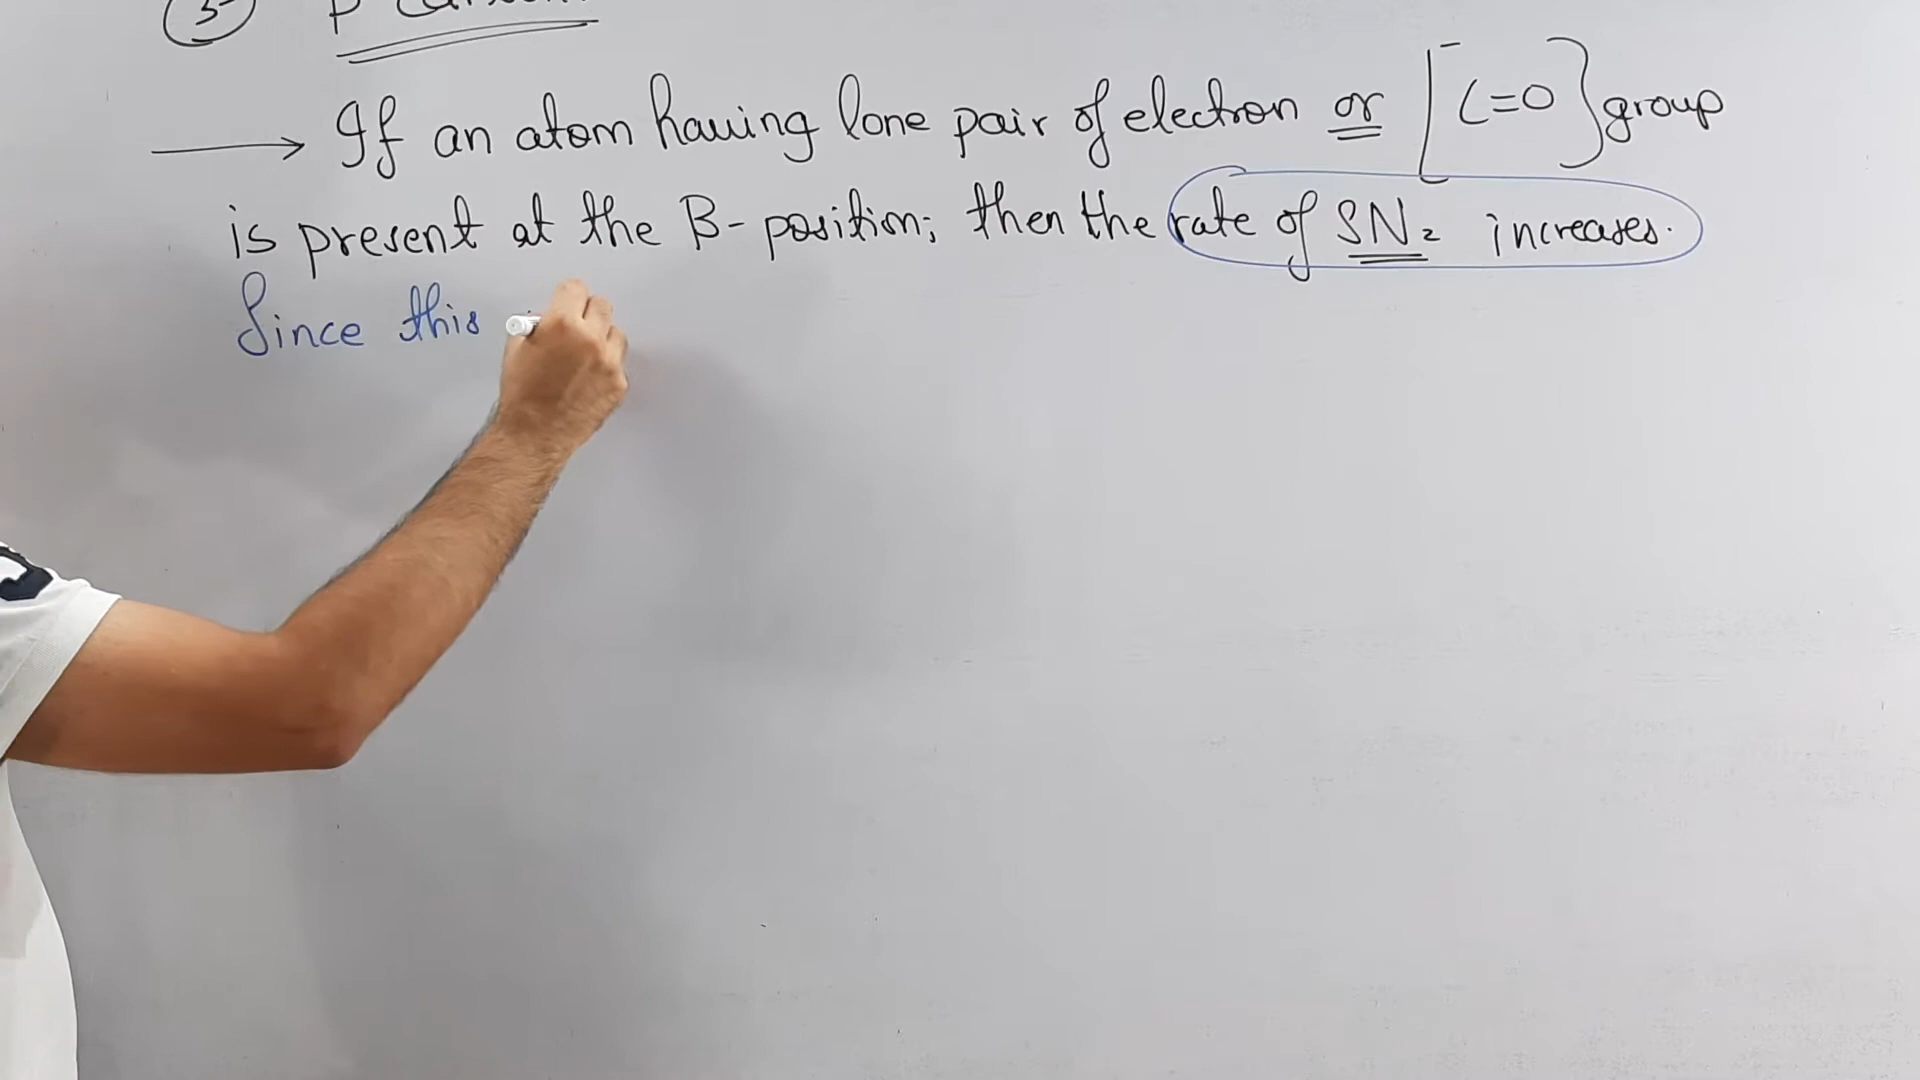 If an atom having lone pair of electron or [C=O] group
is present at the β-position; then the rate of SN₂ increases.
Since this